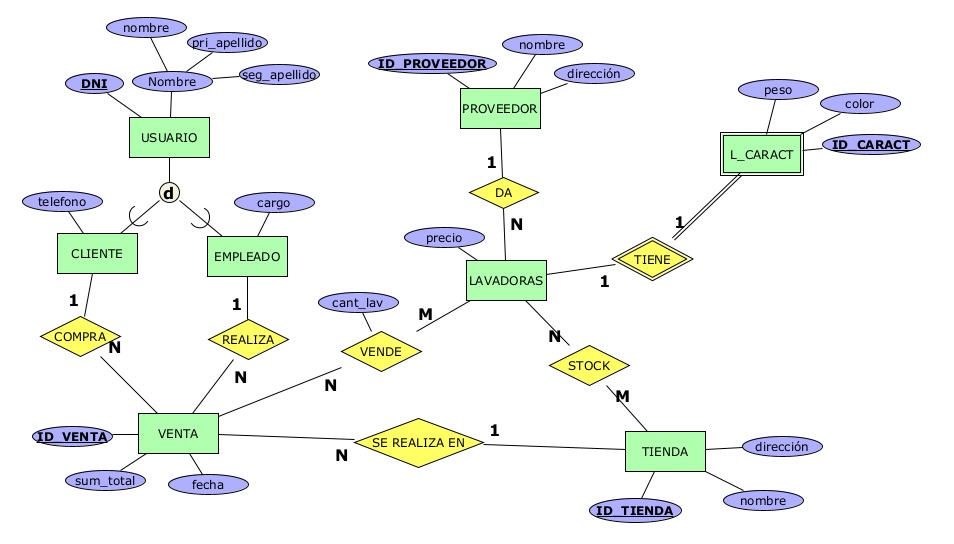 nombre
pri_apellido
seg_apellido
DNI
Nombre
USUARIO
d
telefono
cargo
CLIENTE
EMPLEADO
1
1
COMPRA
N
REALIZA
N
ID_PROVEEDOR
nombre
dirección
PROVEEDOR
1
DA
N
precio
LAVADORAS
peso
color
ID_CARACT
L_CARACT
1
TIENE
1
cant_lav
M
VENDE
N
N
STOCK
M
ID_VENTA
VENTA
sum_total
fecha
N
SE REALIZA EN
1
TIENDA
dirección
nombre
ID_TIENDA